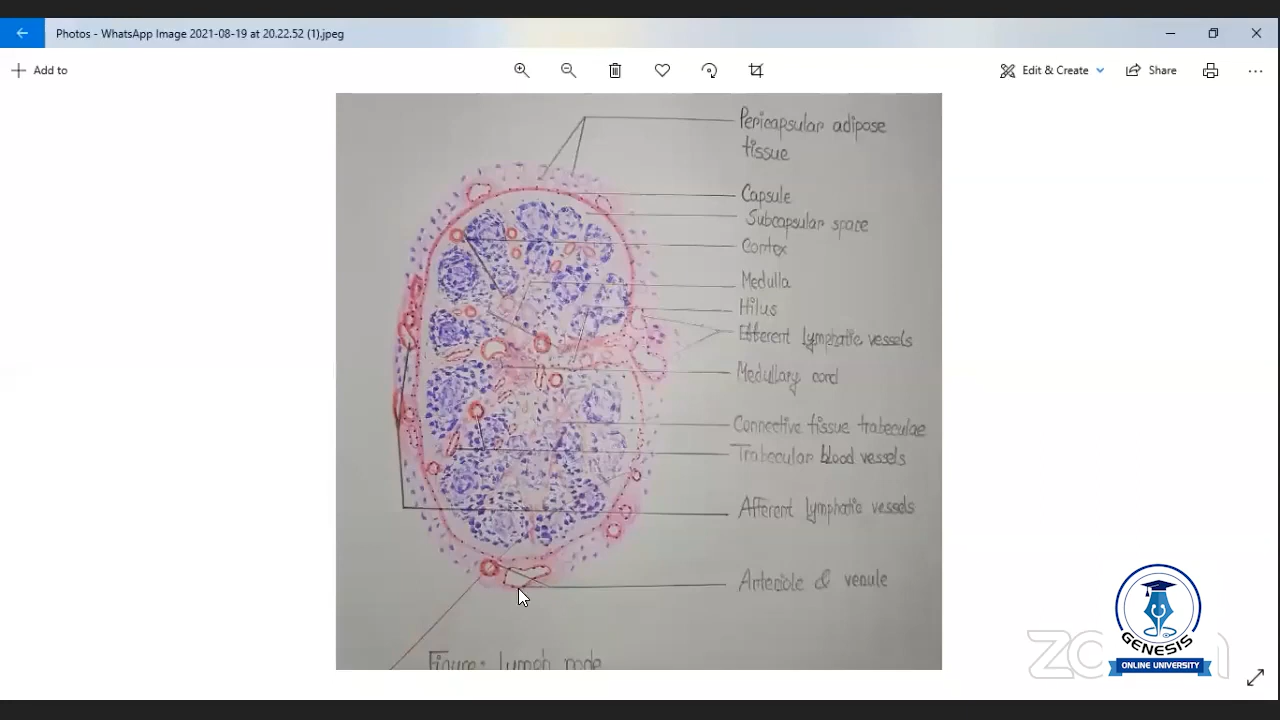 Photos - WhatsApp Image 2021-08-19 at 20.22.52 (1).jpeg
Add to
Edit & Create
Share
Pericapsular adipose
tissue
Capsule
Subcapsular space
Cortex
Medulla
Hilus
Efferent lymphatic vessels
Medullary cord
Connective tissue trabeculae
Trabecular blood vessels
Afferent lymphatic vessels
Arteriole & venule
Figure: Lymph node
zoom
GENESIS
ONLINE UNIVERSITY